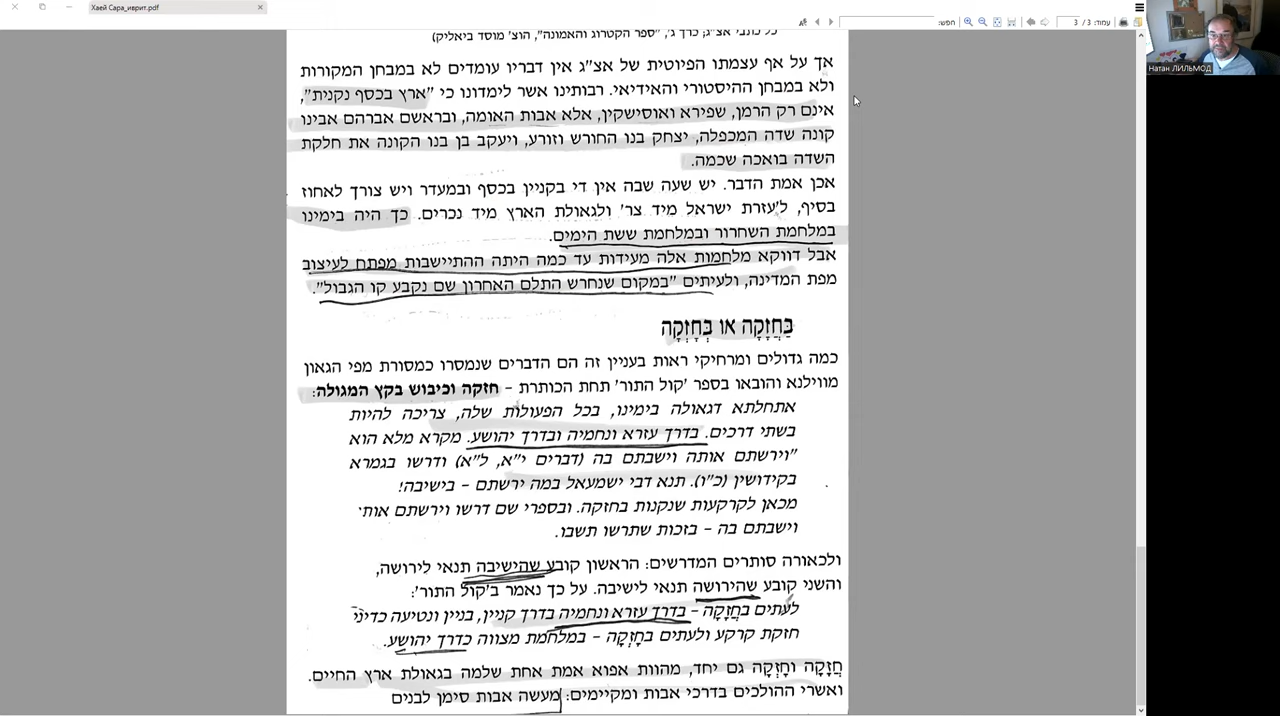 Хаей Сара_иврит.pdf
עמוד: 3 / 3
חפש:
Натан ЛИЛЬМОД
כל כתבי אצ"ג; כרך ג', "ספר הקטרוג והאמונה", הוצ' מוסד ביאליק)
אך על אף עצמתו הפיוטית של אצ"ג אין דבריו עומדים לא במבחן המקורות
ולא במבחן ההיסטורי והאידיאי. רבותינו אשר לימדונו כי "ארץ בכסף נקנית",
אינם רק הרמן, שפירא ואוסישקין, אלא אבות האומה, ובראשם אברהם אבינו
קונה שדה המכפלה, יצחק בנו החורש וזורע, ויעקב בן בנו הקונה את חלקת
השדה בואכה שכמה.
אכן אמת הדבר. יש שעה שבה אין די בקניין בכסף ובמעדר ויש צורך לאחוז
בסיף, ל'עזרת ישראל מיד צר' ולגאולת הארץ מיד נכרים. כך היה בימינו
במלחמת השחרור ובמלחמת ששת הימים.
אבל דווקא מלחמות אלה מעידות עד כמה היתה ההתיישבות מפתח לעיצוב
מפת המדינה, ולעיתים "במקום שנחרש התלם האחרון שם נקבע קו הגבול".
בַּחֲזָקָה או בְּחָזְקָה
כמה גדולים ומרחיקי ראות בעניין זה הם הדברים שנמסרו כמסורת מפי הגאון
מווילנא והובאו בספר 'קול התור' תחת הכותרת – חזקה וכיבוש בקץ המגולה:
אתחלתא דגאולה בימינו, בכל הפעולות שלה, צריכה להיות
בשתי דרכים. בדרך עזרא ונחמיה ובדרך יהושע. מקרא מלא הוא
"וירשתם אותה וישבתם בה (דברים י"א, ל"א) ודרשו בגמרא
בקידושין (כ"ו). תנא דבי ישמעאל במה ירשתם – בישיבה!
מכאן לקרקעות שנקנות בחזקה. ובספרי שם דרשו וירשתם אות'
וישבתם בה – בזכות שתרשו תשבו.
ולכאורה סותרים המדרשים: הראשון קובע שהישיבה תנאי לירושה,
והשני קובע שהירושה תנאי לישיבה. על כך נאמר ב'קול התור':
לעתים בַּחֲזָקָה – בדרך עזרא ונחמיה בדרך קניין, בניין ונטיעה כדיני
חזקת קרקע ולעתים בְּחָזְקָה – במלחמת מצווה כדרך יהושע.
חֲזָקָה וחָזְקָה גם יחד, מהוות אפוא אמת אחת שלמה בגאולת ארץ החיים.
ואשרי ההולכים בדרכי אבות ומקיימים: מעשה אבות סימן לבנים